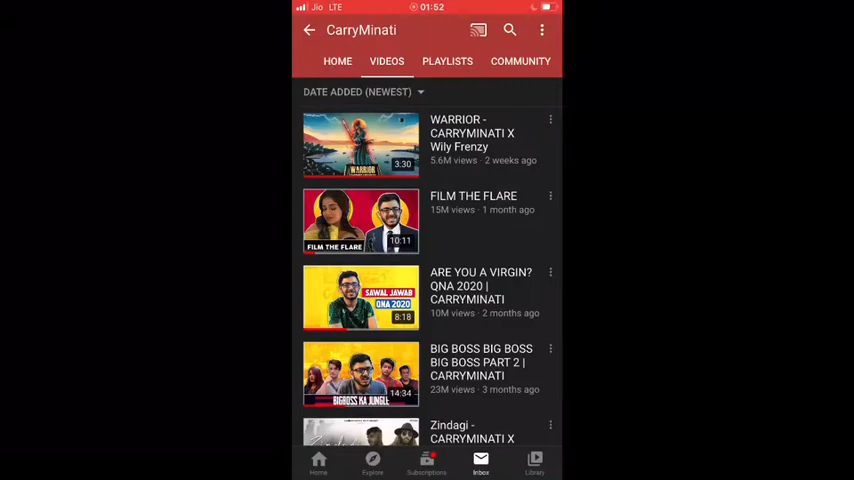 Jio LTE 01:52
CarryMinati
HOME VIDEOS PLAYLISTS COMMUNITY
DATE ADDED (NEWEST)
WARRIOR
3:30
WARRIOR -
CARRYMINATI X
Wily Frenzy
5.6M views · 2 weeks ago
FILM THE FLARE
10:11
FILM THE FLARE
15M views · 1 month ago
SAWAL JAWAB
QNA 2020
8:18
ARE YOU A VIRGIN?
QNA 2020 |
CARRYMINATI
10M views · 2 months ago
14:34
BIGBOSS KA JUNGLE
BIG BOSS BIG BOSS
BIG BOSS PART 2 |
CARRYMINATI
23M views · 3 months ago
Zindagi -
CARRYMINATI X
Home Explore Subscriptions Inbox Library